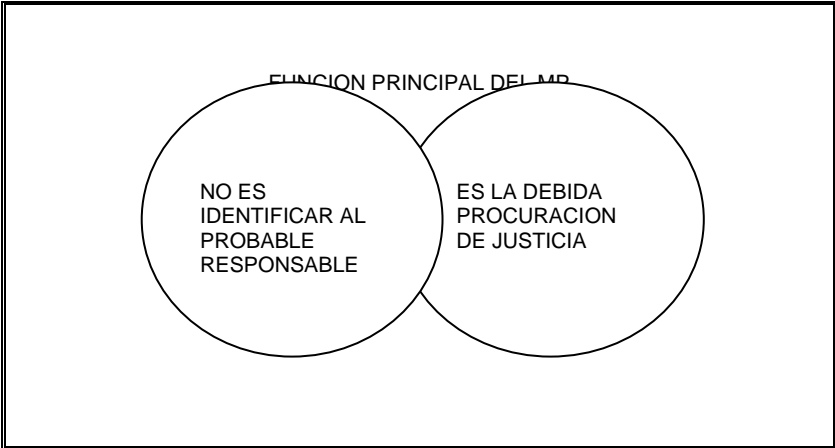 FUNCION PRINCIPAL DEL MP
NO ES
IDENTIFICAR AL
PROBABLE
RESPONSABLE
ES LA DEBIDA
PROCURACION
DE JUSTICIA